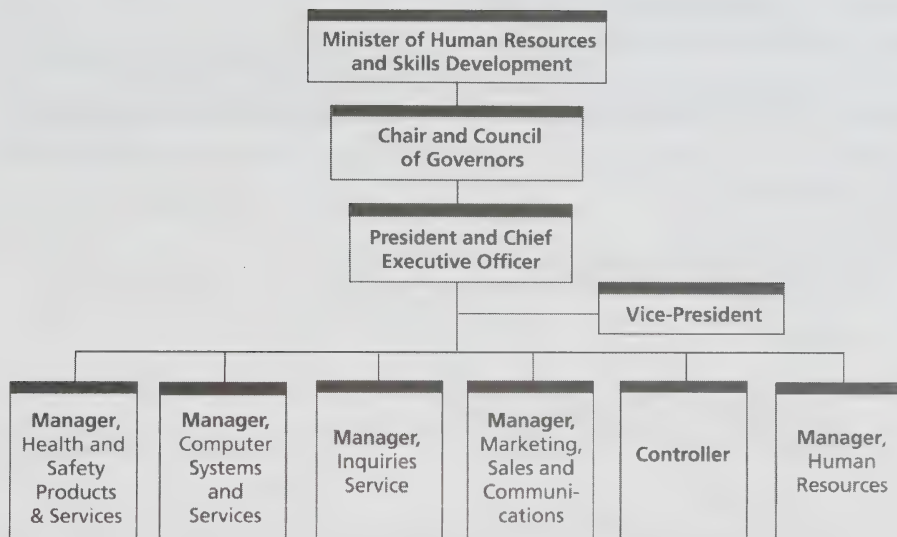 Minister of Human Resources
and Skills Development
Chair and Council
of Governors
President and Chief
Executive Officer
Vice-President
Manager,
Health and
Safety
Products
& Services
Manager,
Computer
Systems
and
Services
Manager,
Inquiries
Service
Manager,
Marketing,
Sales and
Communi-
cations
Controller
Manager,
Human
Resources